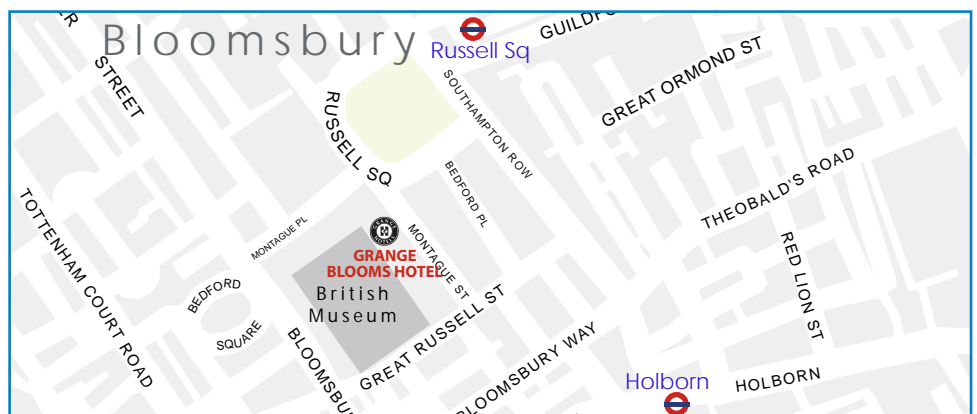 Bloomsbury
Russell Sq
GUILDFO
STREET
GREAT ORMOND ST
SOUTHAMPTON ROW
RUSSELL SQ
THEOBALD'S ROAD
BEDFORD PL
TOTTENHAM COURT ROAD
MONTAGUE PL
MONTAGUE ST
RED LION ST
GRANGE
BLOOMS HOTEL
British
Museum
BEDFORD
SQUARE
GREAT RUSSELL ST
BLOOMSBU
BLOOMSBURY WAY
Holborn
HOLBORN